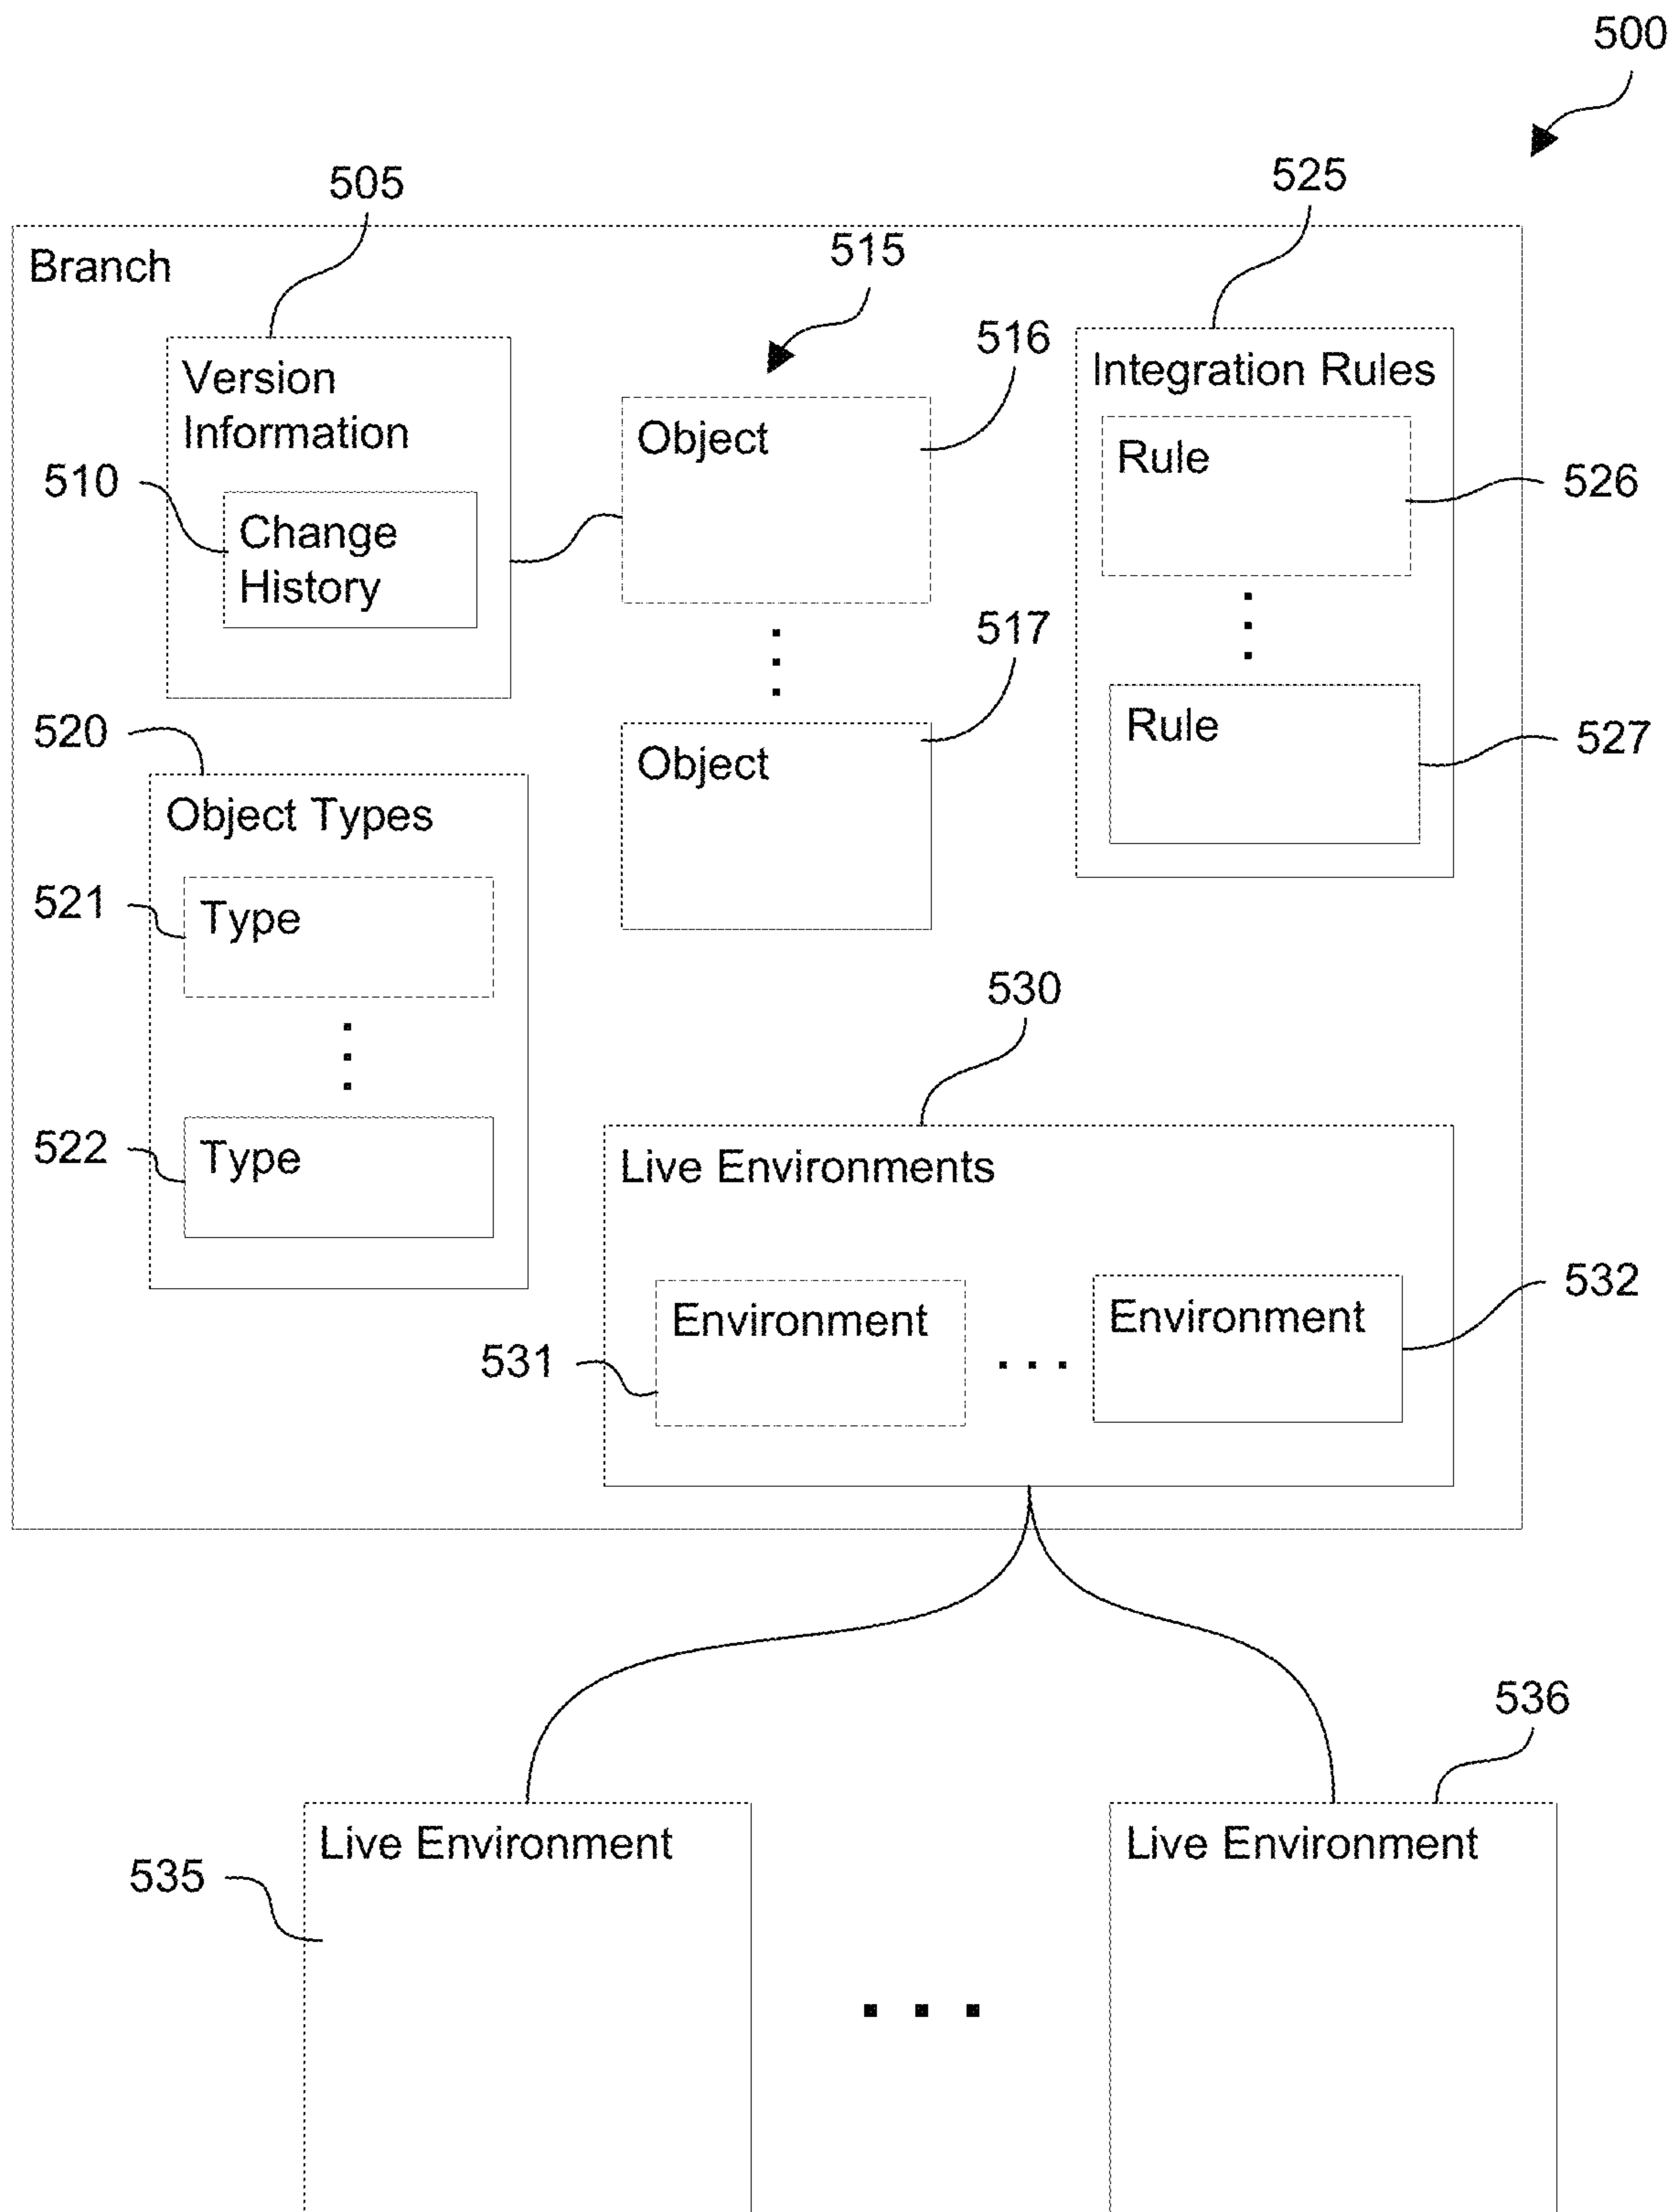 500
505
525
Branch
515
516
Version
Information
Object
Integration Rules
Rule
510
526
Change
History
517
520
Object
Rule
527
Object Types
521
Type
530
522
Type
Live Environments
532
Environment
Environment
531
536
Live Environment
Live Environment
535